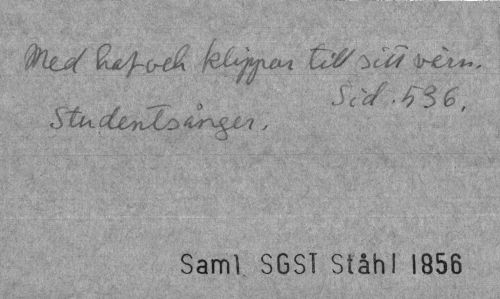 Med haf och klippor till sitt värn.
Sid. 536.
Studentsånger.
Saml SGST Ståhl 1856